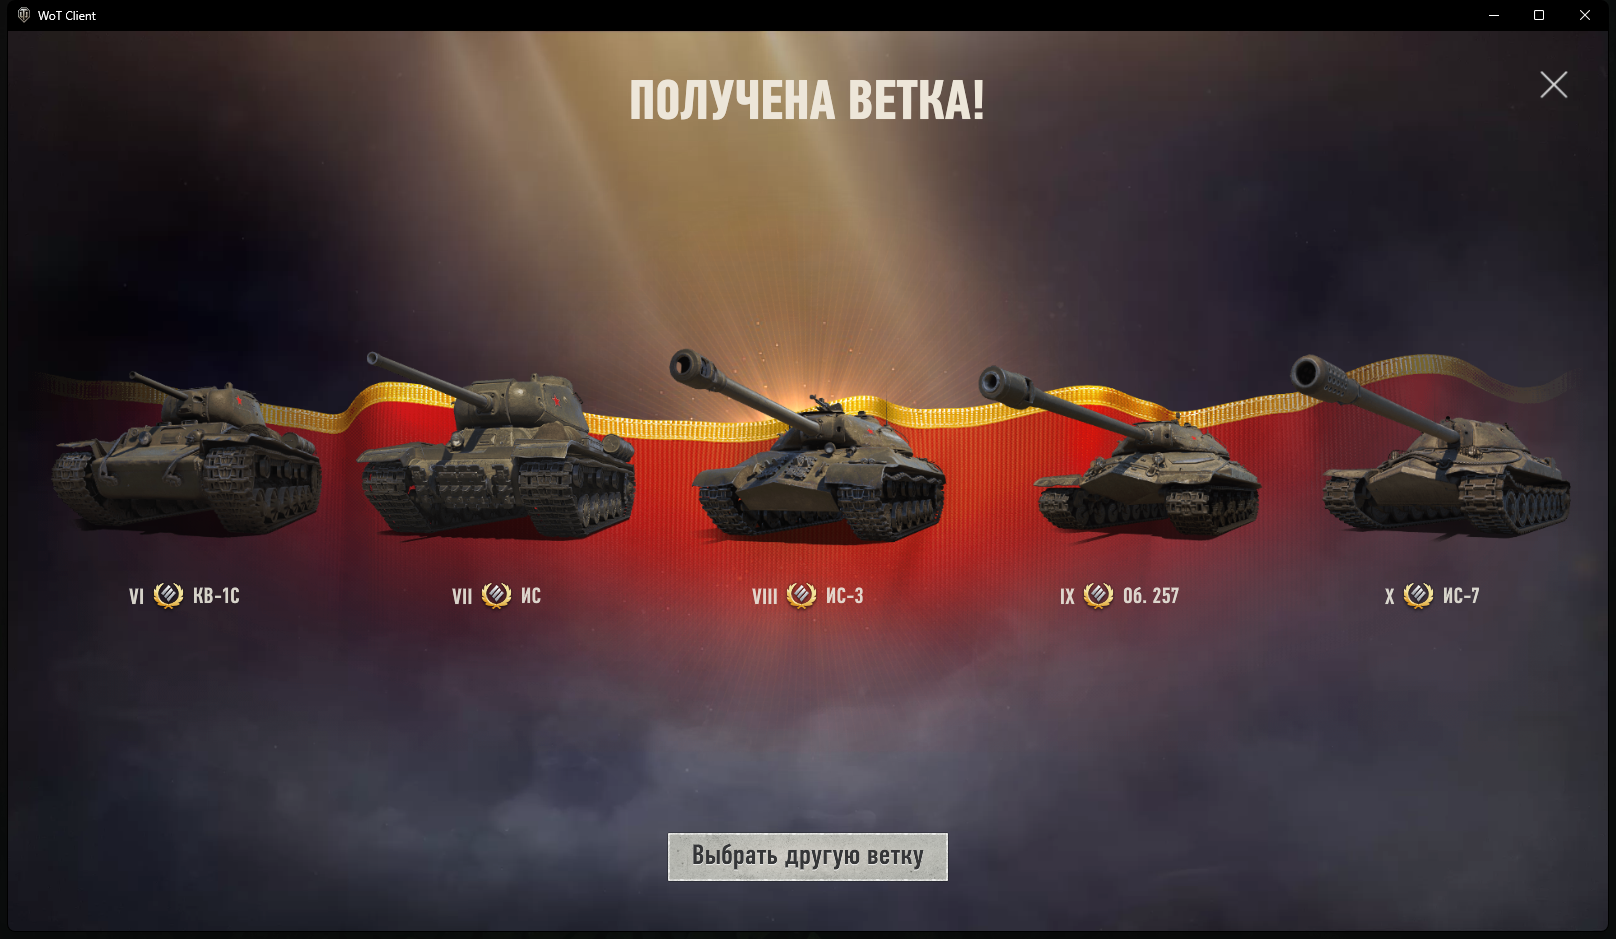 WoT Client
ПОЛУЧЕНА ВЕТКА!
VI КВ-1С
VII ИС
VIII ИС-3
IX Об. 257
X ИС-7
Выбрать другую ветку